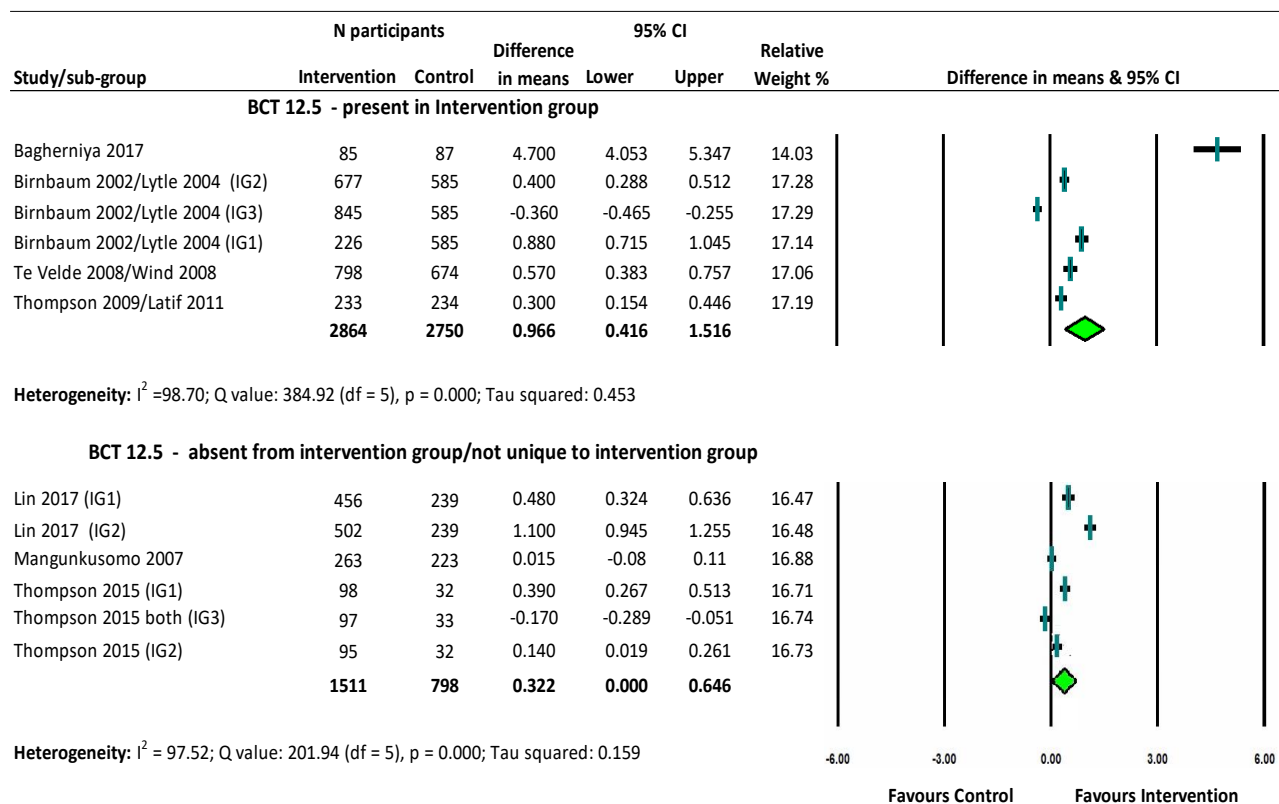 N participants 95% CI
Difference Relative
Study/sub-group Intervention Control in means Lower Upper Weight % Difference in means & 95% CI
BCT 12.5 - present in Intervention group
Bagherniya 2017 85 87 4.700 4.053 5.347 14.03
Birnbaum 2002/Lytle 2004 (IG2) 677 585 0.400 0.288 0.512 17.28
Birnbaum 2002/Lytle 2004 (IG3) 845 585 -0.360 -0.465 -0.255 17.29
Birnbaum 2002/Lytle 2004 (IG1) 226 585 0.880 0.715 1.045 17.14
Te Velde 2008/Wind 2008 798 674 0.570 0.383 0.757 17.06
Thompson 2009/Latif 2011 233 234 0.300 0.154 0.446 17.19
2864 2750 0.966 0.416 1.516
Heterogeneity: I2 =98.70; Q value: 384.92 (df = 5), p = 0.000; Tau squared: 0.453
BCT 12.5 - absent from intervention group/not unique to intervention group
Lin 2017 (IG1) 456 239 0.480 0.324 0.636 16.47
Lin 2017 (IG2) 502 239 1.100 0.945 1.255 16.48
Mangunkusomo 2007 263 223 0.015 -0.08 0.11 16.88
Thompson 2015 (IG1) 98 32 0.390 0.267 0.513 16.71
Thompson 2015 both (IG3) 97 33 -0.170 -0.289 -0.051 16.74
Thompson 2015 (IG2) 95 32 0.140 0.019 0.261 16.73
1511 798 0.322 0.000 0.646
Heterogeneity: I2 = 97.52; Q value: 201.94 (df = 5), p = 0.000; Tau squared: 0.159
-6.00 -3.00 0.00 3.00 6.00
Favours Control Favours Intervention